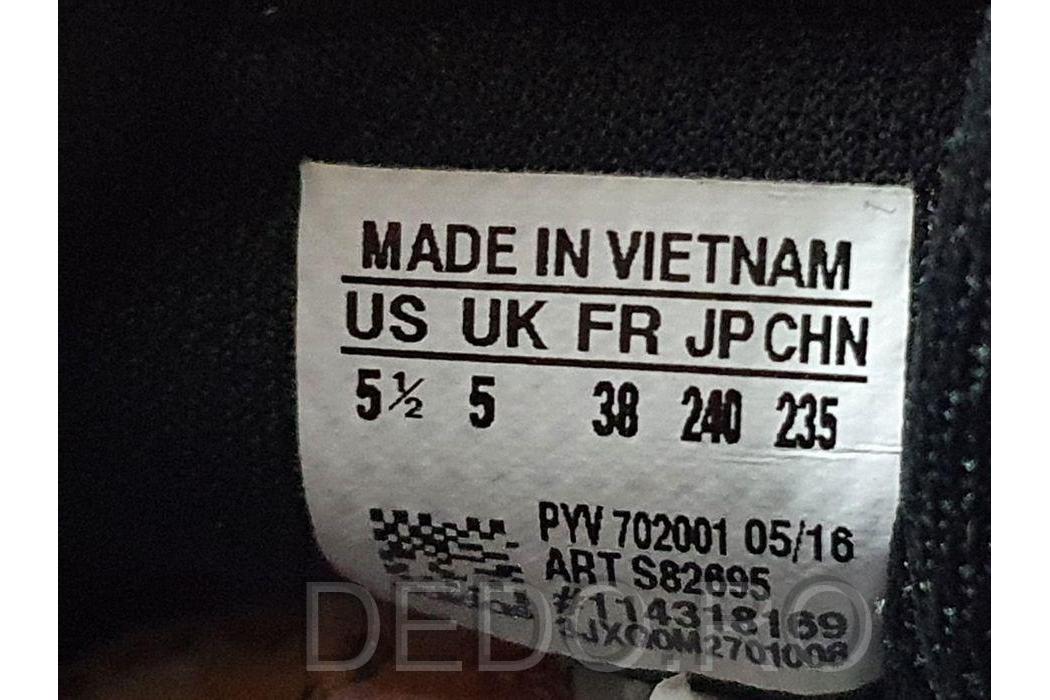 MADE IN VIETNAM
US UK FR JP CHN
5½ 5 38 240 235
PYV 702001 05/16
ART S82695
#114318169
DEDO.RO